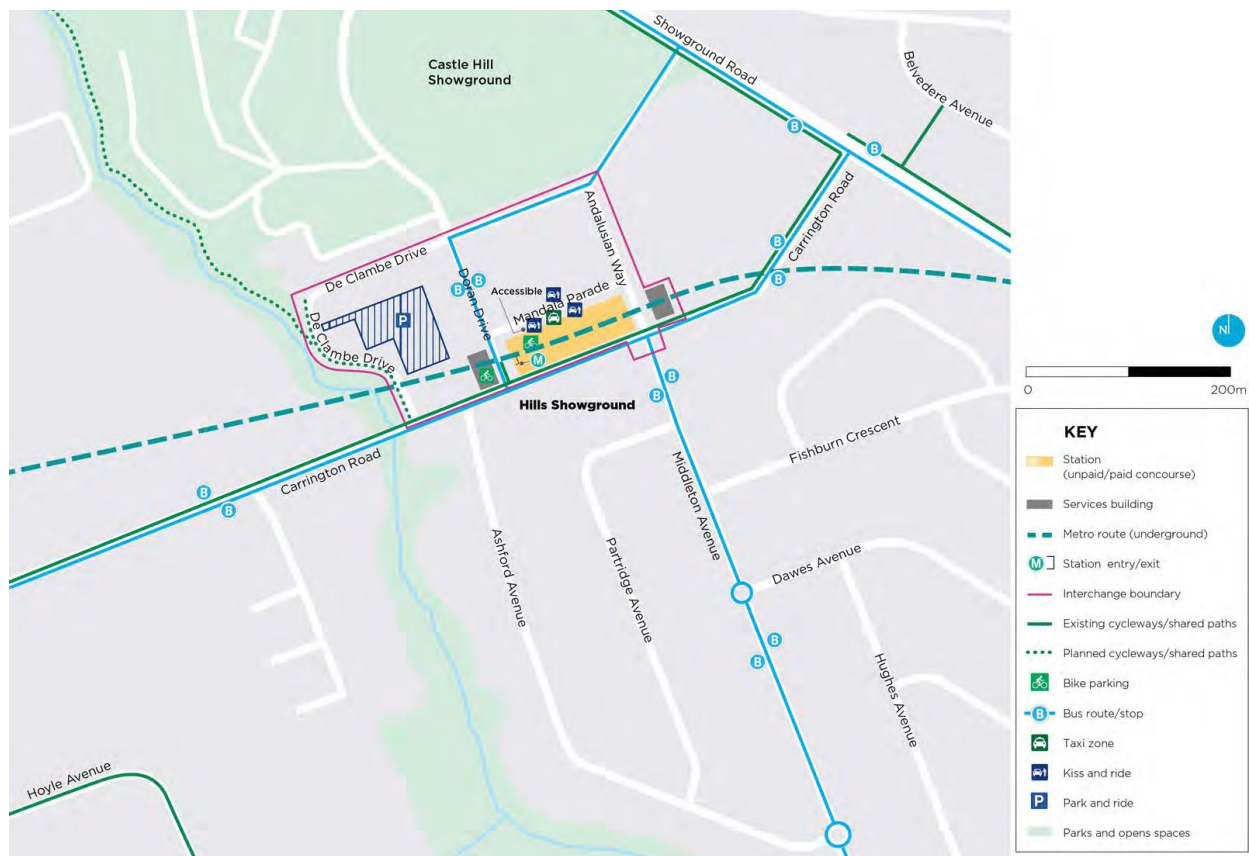 Castle Hill
Showground
Showground Road
Belvedere Avenue
B
B
Carrington Road
Andalusian Way
B
B
De Clambe Drive
Doran Drive
B
B
Accessible
Mandala Parade
P
De Clambe Drive
M
Hills Showground
B
B
Carrington Road
B
B
Fishburn Crescent
Middleton Avenue
Ashford Avenue
Partridge Avenue
Dawes Avenue
B
B
Hughes Avenue
Hoyle Avenue
N
0
200m
KEY
Station
(unpaid/paid concourse)
Services building
Metro route (underground)
M Station entry/exit
Interchange boundary
Existing cycleways/shared paths
Planned cycleways/shared paths
Bike parking
B Bus route/stop
Taxi zone
Kiss and ride
P Park and ride
Parks and opens spaces